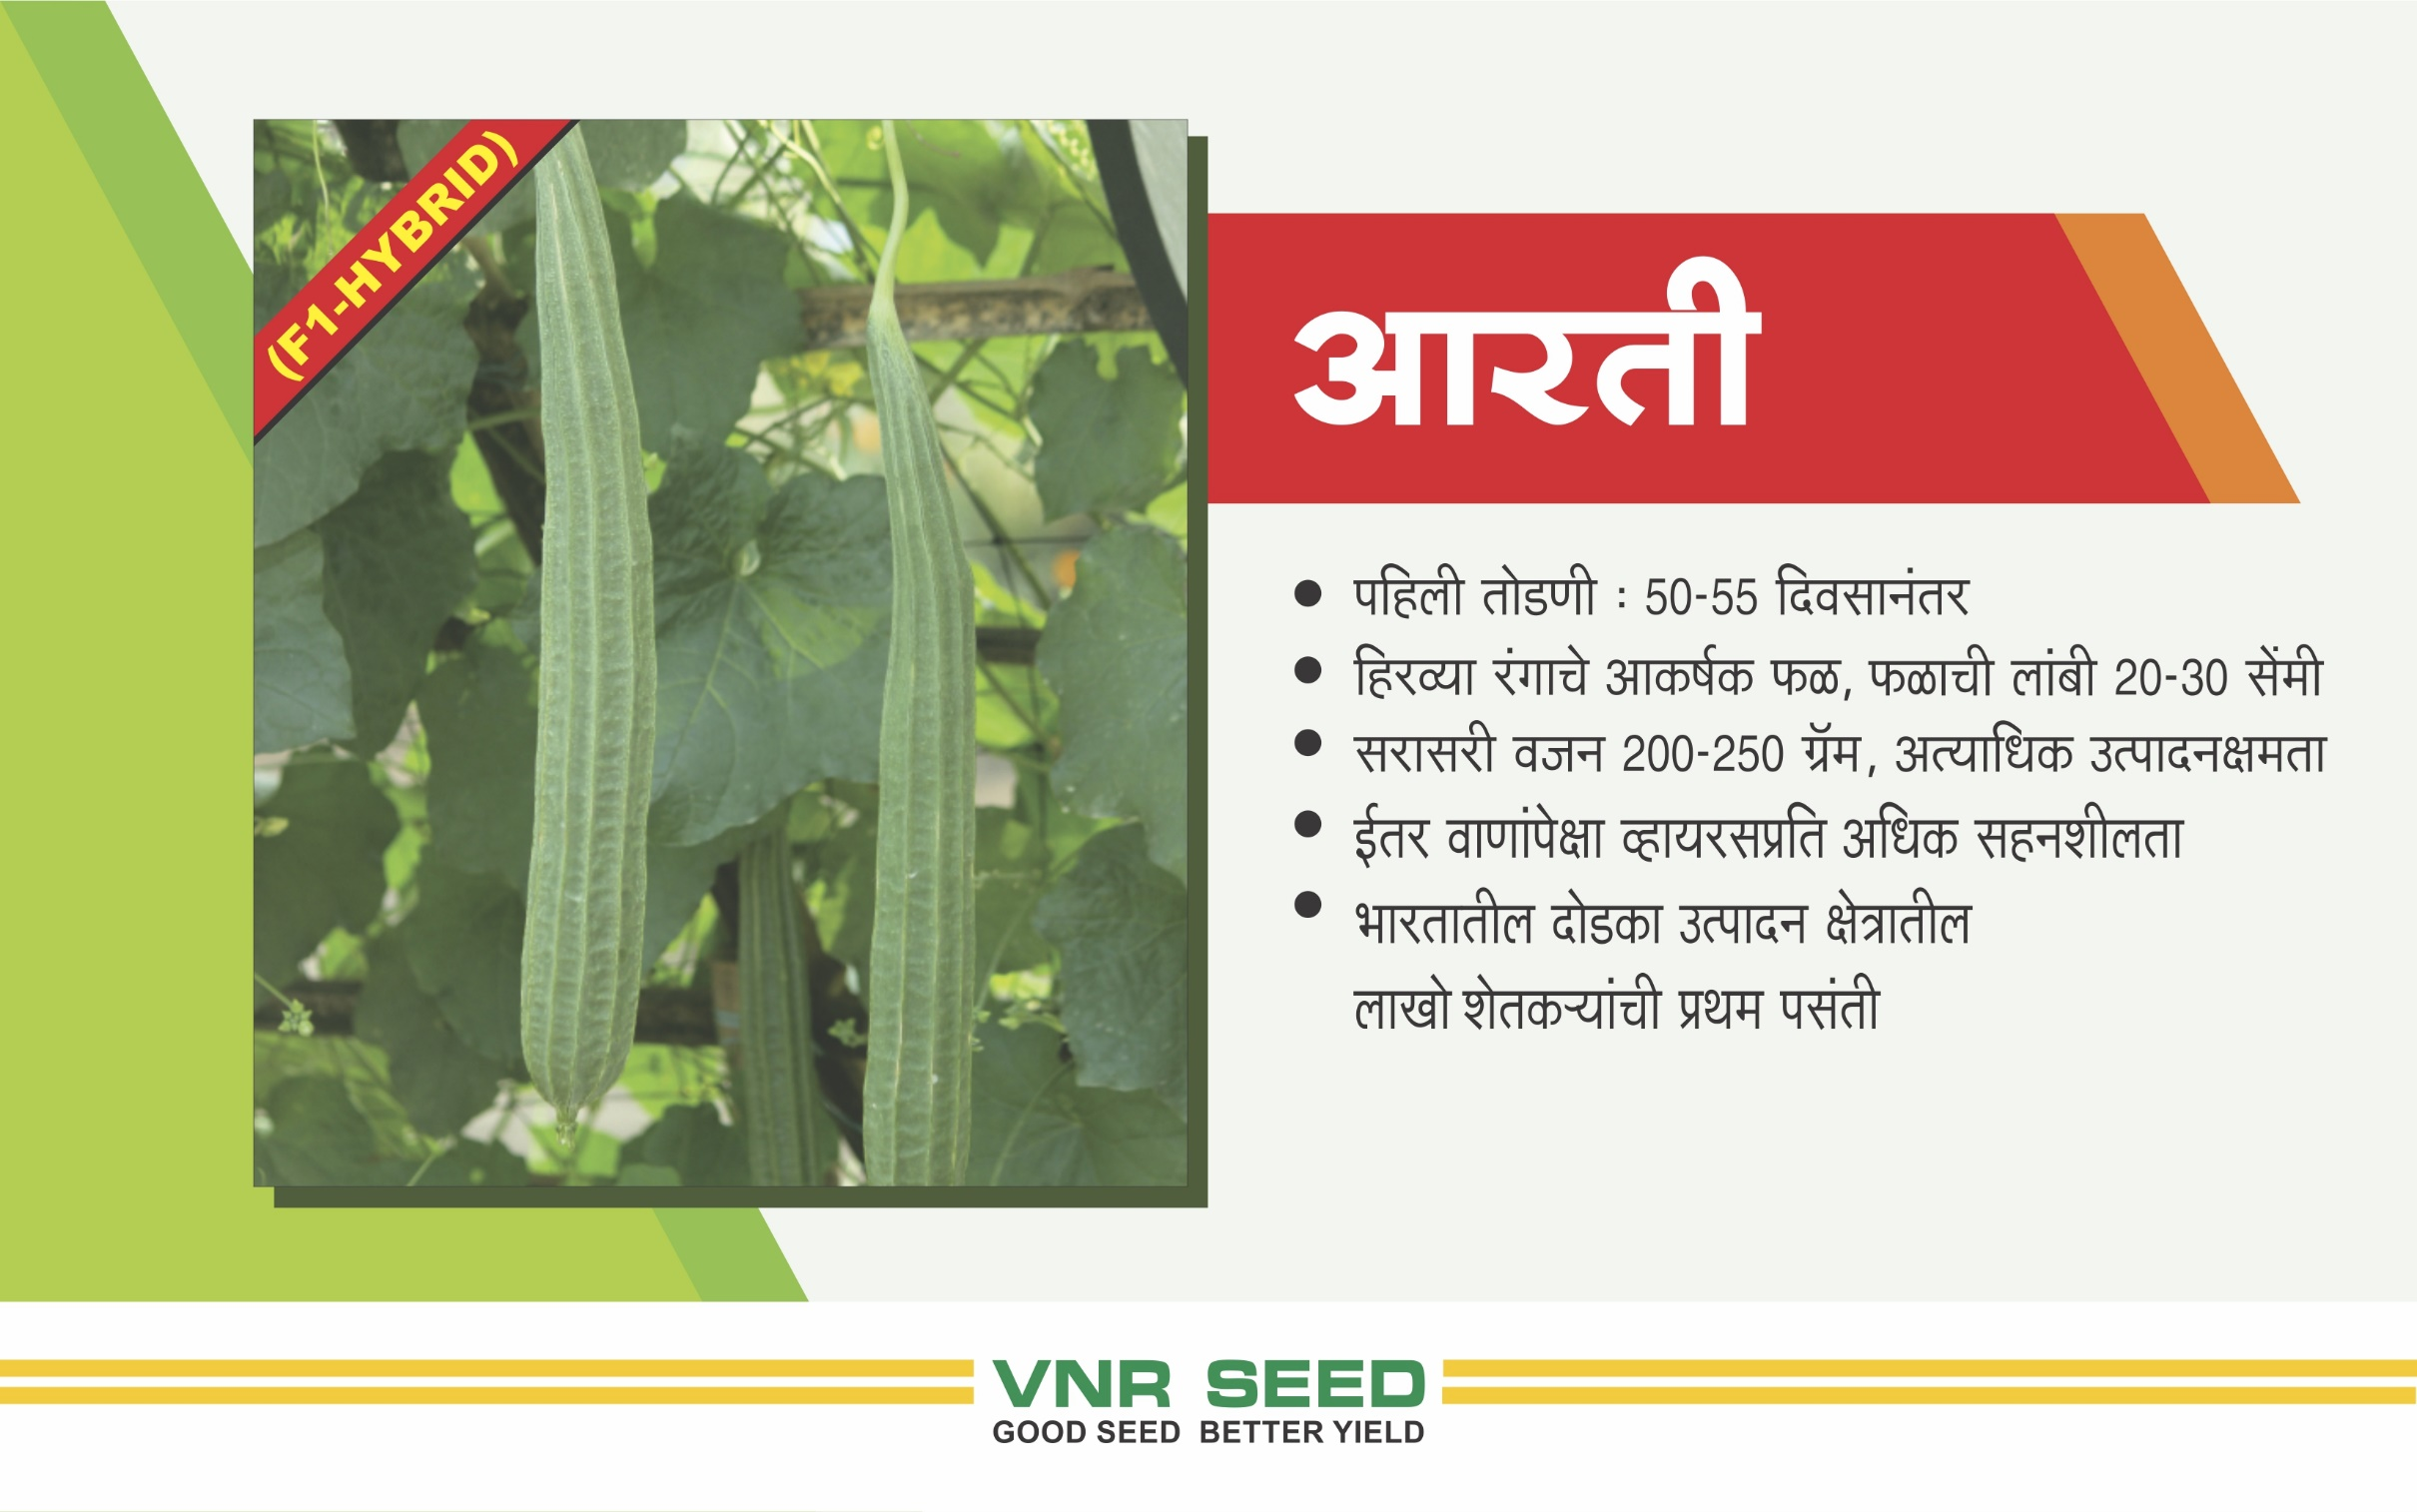 (F1-HYBRID)
आरती
● पहिली तोडणी : 50-55 दिवसानंतर
● हिरव्या रंगाचे आकर्षक फळ, फळाची लांबी 20-30 सेंमी
● सरासरी वजन 200-250 ग्रॅम, अत्याधिक उत्पादनक्षमता
● ईतर वाणांपेक्षा व्हायरसप्रति अधिक सहनशीलता
● भारतातील दोडका उत्पादन क्षेत्रातील
लाखो शेतकऱ्यांची प्रथम पसंती
VNR SEED
GOOD SEED BETTER YIELD